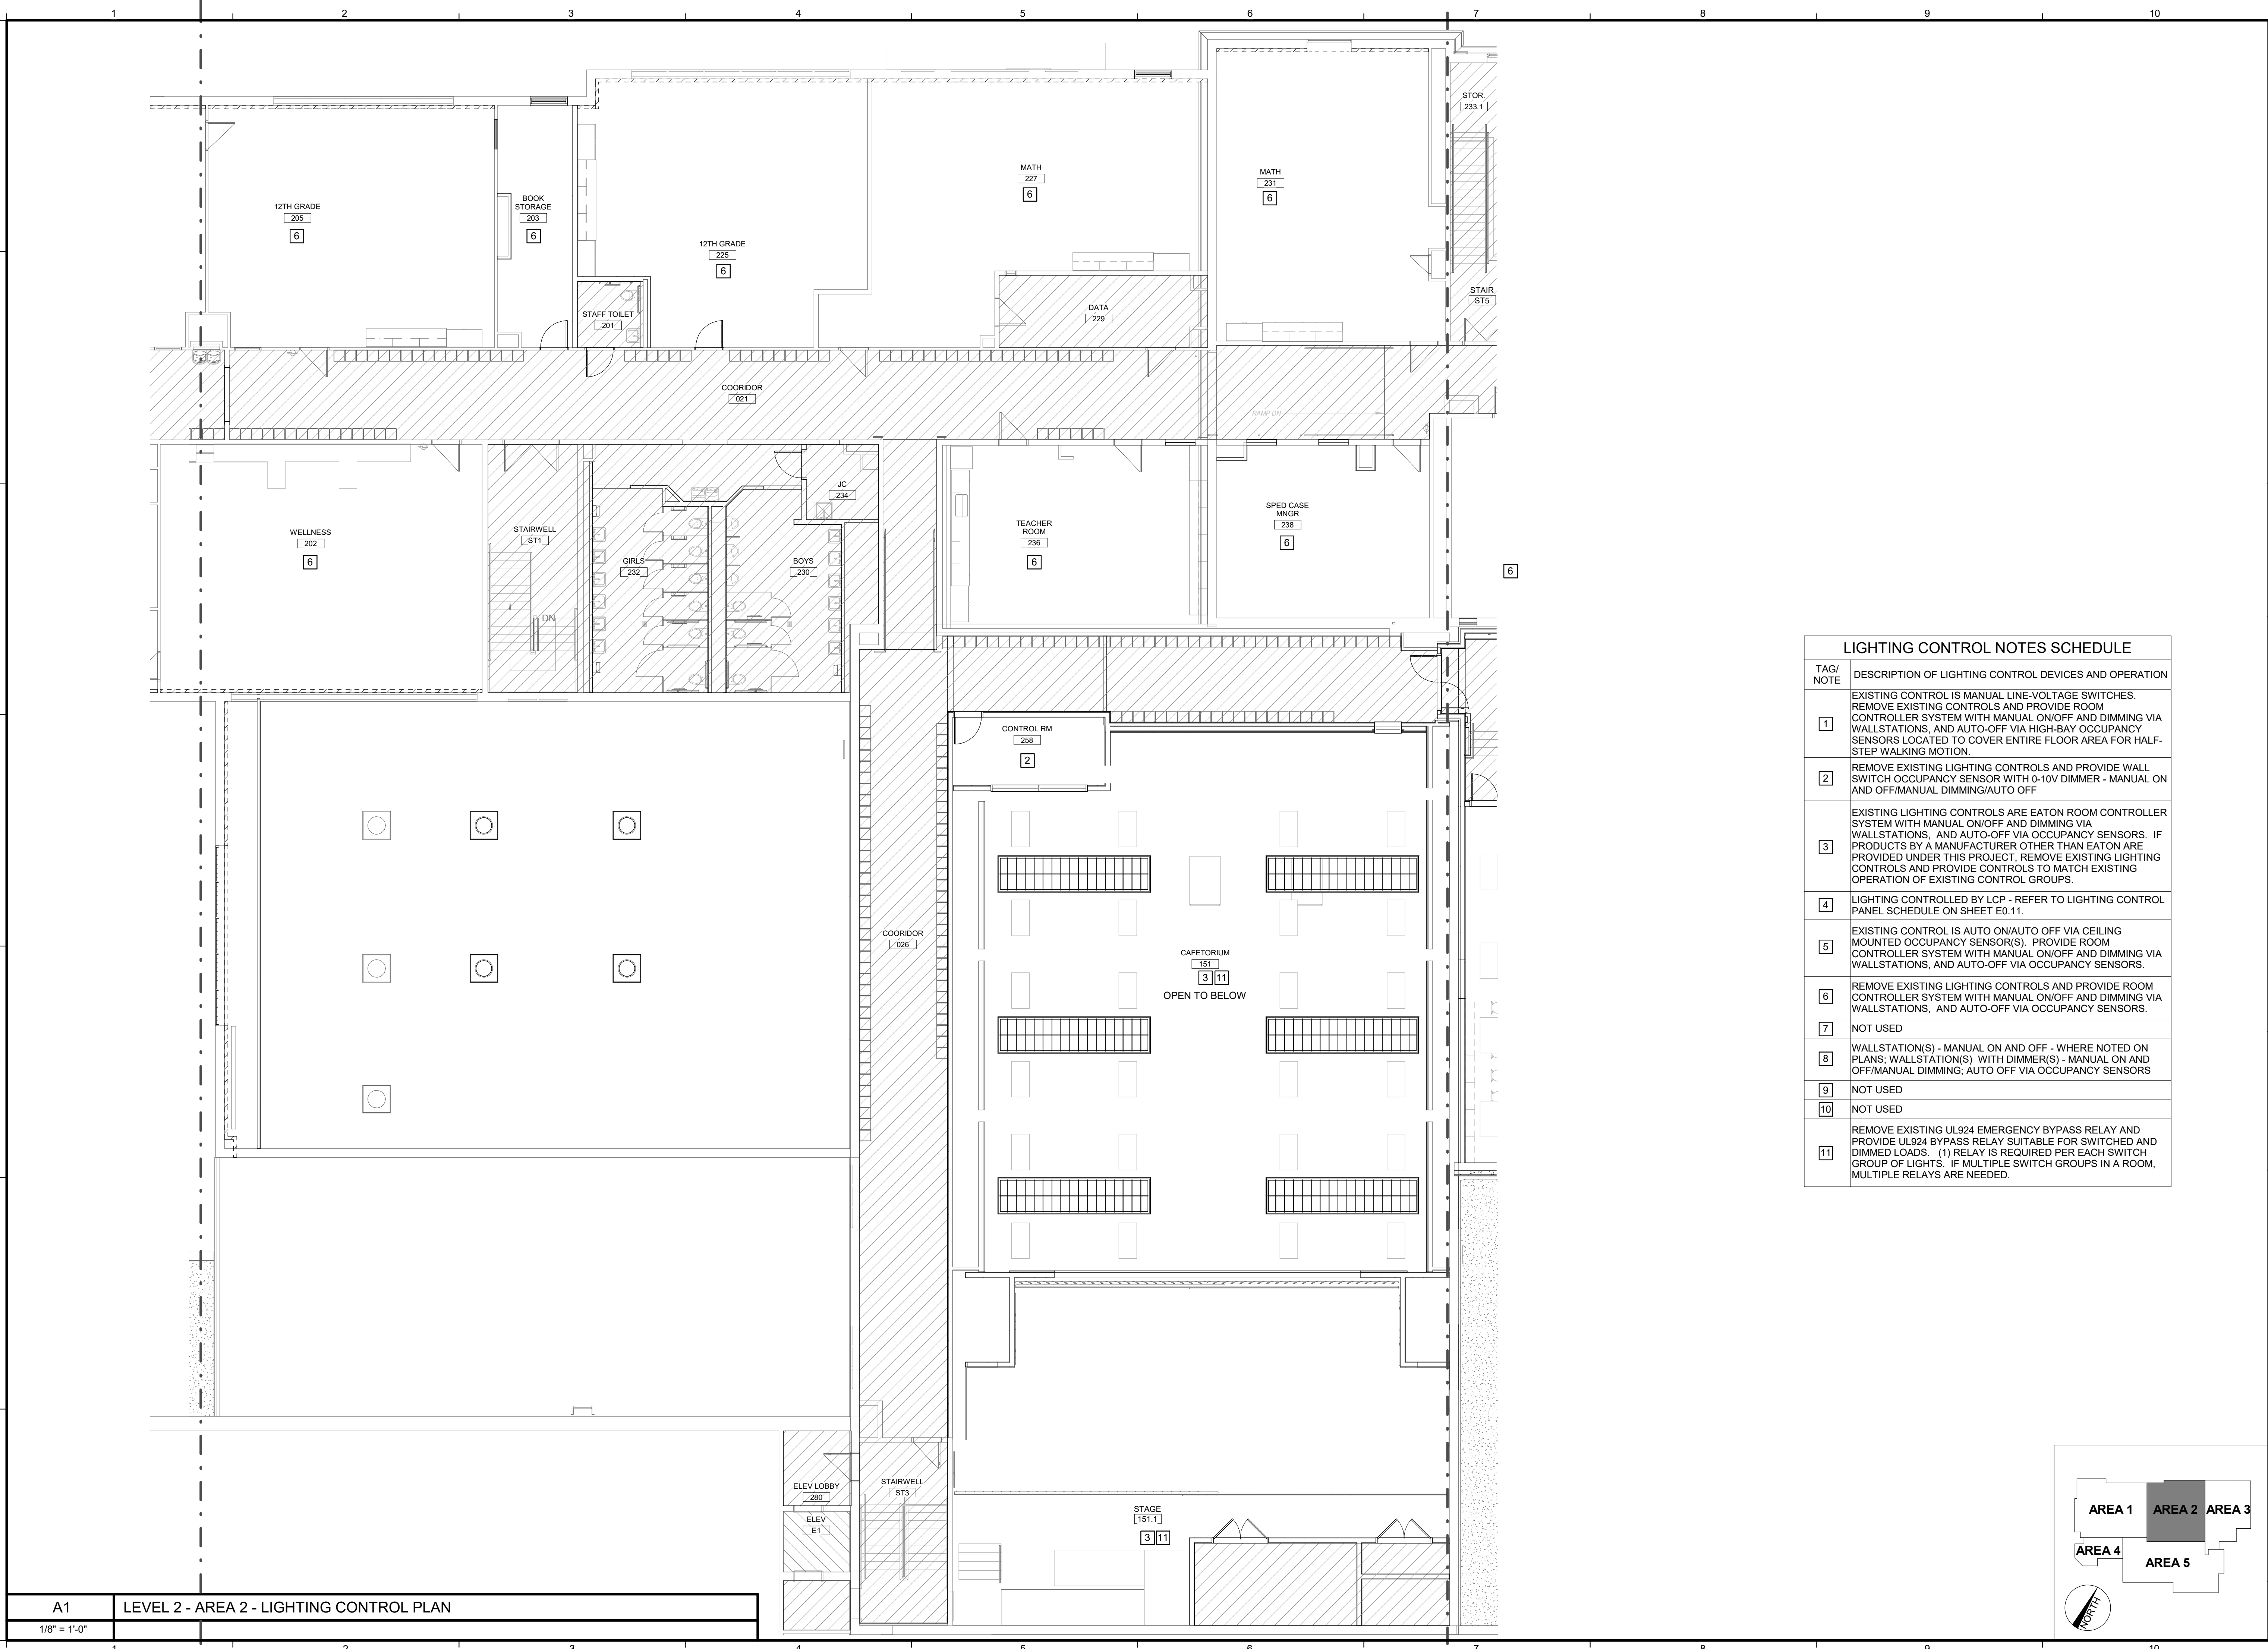 1 2 3 4 5 6 7 8 9 10
STOR.
233.1
MATH
227
6
MATH
231
6
BOOK
STORAGE
203
6
12TH GRADE
205
6
12TH GRADE
225
6
STAIR
ST5
DATA
229
STAFF TOILET
201
COORIDOR
021
RAMP DN
JC
234
WELLNESS
202
6
STAIRWELL
ST1
DN
GIRLS
232
BOYS
230
TEACHER
ROOM
236
6
SPED CASE
MNGR
238
6
6
CONTROL RM
258
2
COORIDOR
026
CAFETORIUM
151
3 11
OPEN TO BELOW
ELEV LOBBY
280
ELEV
E1
STAIRWELL
ST3
STAGE
151.1
3 11
LIGHTING CONTROL NOTES SCHEDULE
TAG/
NOTE
DESCRIPTION OF LIGHTING CONTROL DEVICES AND OPERATION
1
EXISTING CONTROL IS MANUAL LINE-VOLTAGE SWITCHES.
REMOVE EXISTING CONTROLS AND PROVIDE ROOM
CONTROLLER SYSTEM WITH MANUAL ON/OFF AND DIMMING VIA
WALLSTATIONS, AND AUTO-OFF VIA HIGH-BAY OCCUPANCY
SENSORS LOCATED TO COVER ENTIRE FLOOR AREA FOR HALF-
STEP WALKING MOTION.
2
REMOVE EXISTING LIGHTING CONTROLS AND PROVIDE WALL
SWITCH OCCUPANCY SENSOR WITH 0-10V DIMMER - MANUAL ON
AND OFF/MANUAL DIMMING/AUTO OFF
3
EXISTING LIGHTING CONTROLS ARE EATON ROOM CONTROLLER
SYSTEM WITH MANUAL ON/OFF AND DIMMING VIA
WALLSTATIONS, AND AUTO-OFF VIA OCCUPANCY SENSORS. IF
PRODUCTS BY A MANUFACTURER OTHER THAN EATON ARE
PROVIDED UNDER THIS PROJECT, REMOVE EXISTING LIGHTING
CONTROLS AND PROVIDE CONTROLS TO MATCH EXISTING
OPERATION OF EXISTING CONTROL GROUPS.
4
LIGHTING CONTROLLED BY LCP - REFER TO LIGHTING CONTROL
PANEL SCHEDULE ON SHEET E0.11.
5
EXISTING CONTROL IS AUTO ON/AUTO OFF VIA CEILING
MOUNTED OCCUPANCY SENSOR(S). PROVIDE ROOM
CONTROLLER SYSTEM WITH MANUAL ON/OFF AND DIMMING VIA
WALLSTATIONS, AND AUTO-OFF VIA OCCUPANCY SENSORS.
6
REMOVE EXISTING LIGHTING CONTROLS AND PROVIDE ROOM
CONTROLLER SYSTEM WITH MANUAL ON/OFF AND DIMMING VIA
WALLSTATIONS, AND AUTO-OFF VIA OCCUPANCY SENSORS.
7
NOT USED
8
WALLSTATION(S) - MANUAL ON AND OFF - WHERE NOTED ON
PLANS; WALLSTATION(S) WITH DIMMER(S) - MANUAL ON AND
OFF/MANUAL DIMMING; AUTO OFF VIA OCCUPANCY SENSORS
9
NOT USED
10
NOT USED
11
REMOVE EXISTING UL924 EMERGENCY BYPASS RELAY AND
PROVIDE UL924 BYPASS RELAY SUITABLE FOR SWITCHED AND
DIMMED LOADS. (1) RELAY IS REQUIRED PER EACH SWITCH
GROUP OF LIGHTS. IF MULTIPLE SWITCH GROUPS IN A ROOM,
MULTIPLE RELAYS ARE NEEDED.
AREA 1
AREA 2
AREA 3
AREA 4
AREA 5
NORTH
A1
LEVEL 2 - AREA 2 - LIGHTING CONTROL PLAN
1/8" = 1'-0"
1 2 3 4 5 6 7 8 9 10